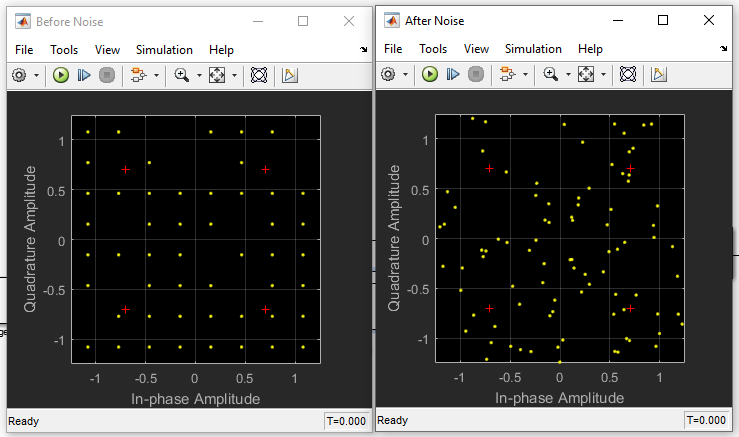 Before Noise
File Tools View Simulation Help
Quadrature Amplitude
1
0.5
0
-0.5
-1
-1 -0.5 0 0.5 1
In-phase Amplitude
Ready T=0.000
After Noise
File Tools View Simulation Help
Quadrature Amplitude
1
0.5
0
-0.5
-1
-1 -0.5 0 0.5 1
In-phase Amplitude
Ready T=0.000